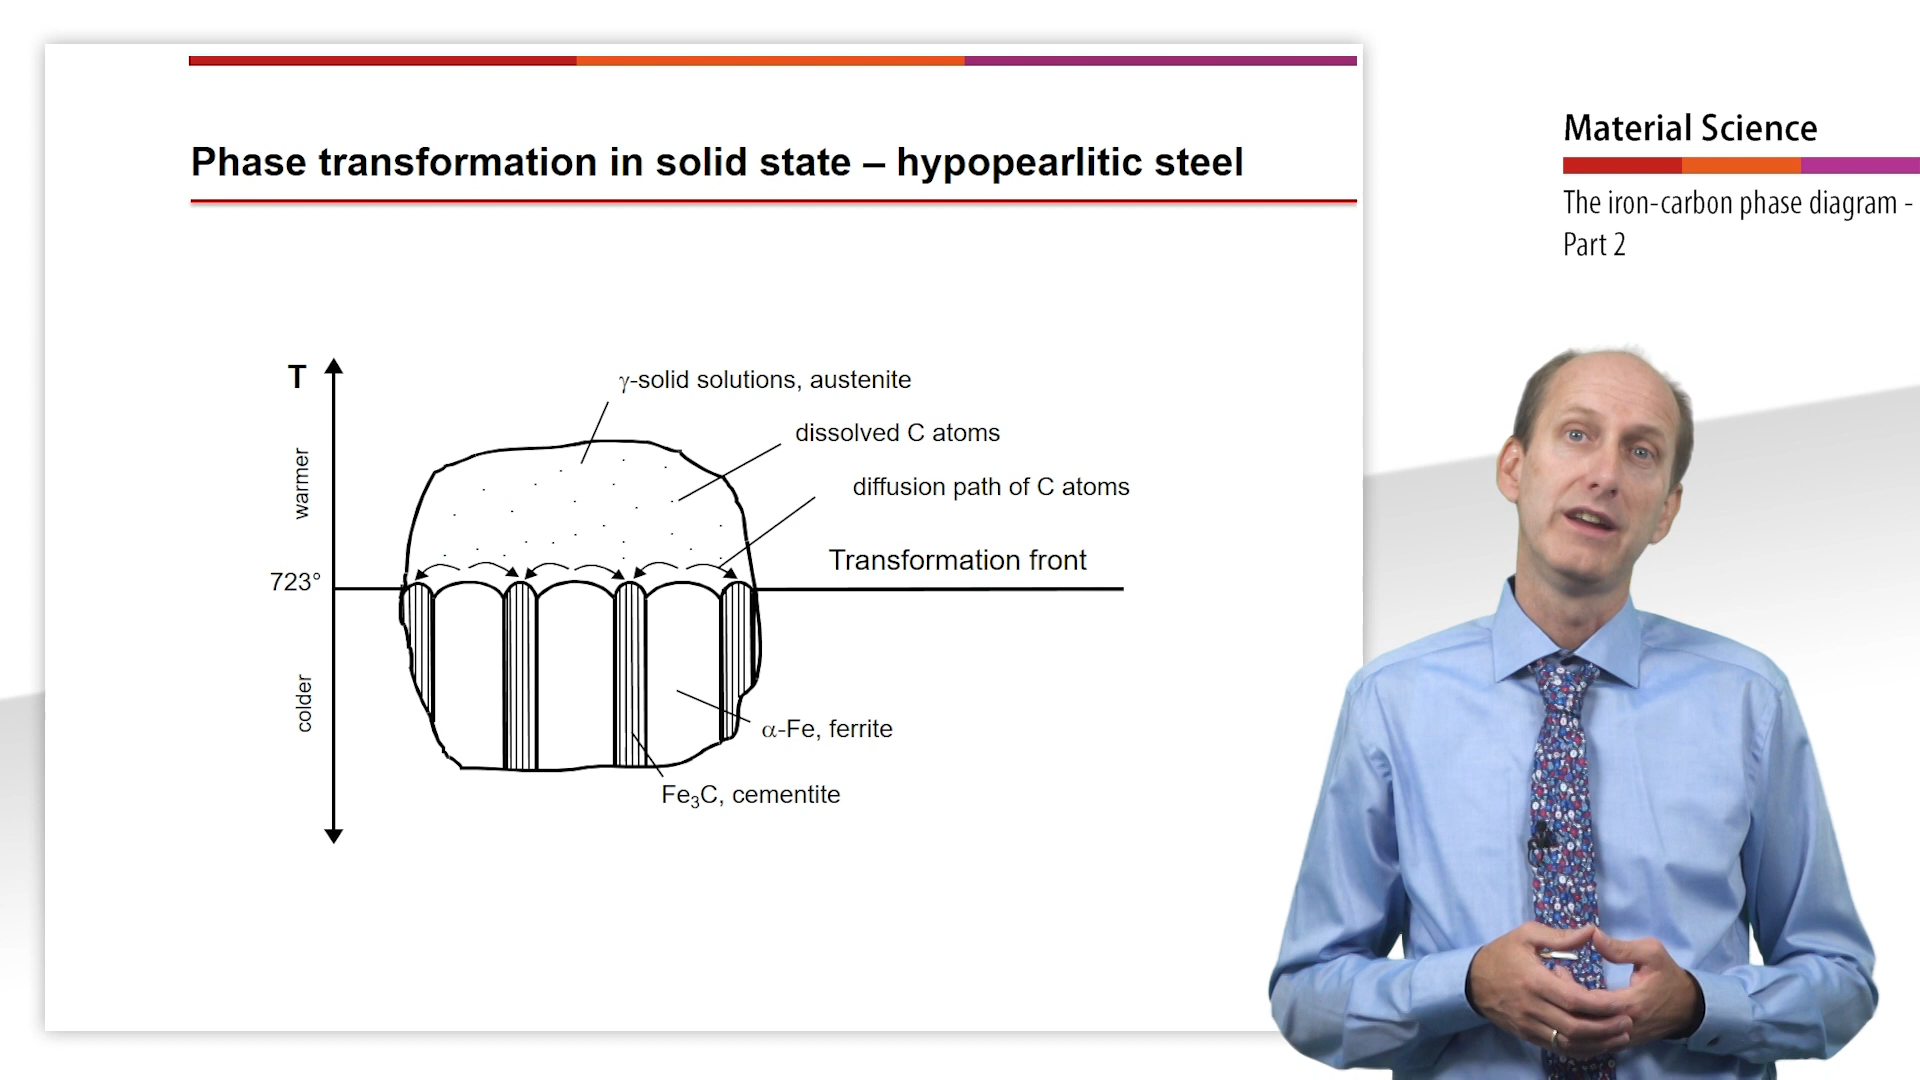 Phase transformation in solid state – hypopearlitic steel
Material Science
The iron-carbon phase diagram -
Part 2
T
γ-solid solutions, austenite
dissolved C atoms
warmer
diffusion path of C atoms
Transformation front
723°
colder
α-Fe, ferrite
Fe₃C, cementite